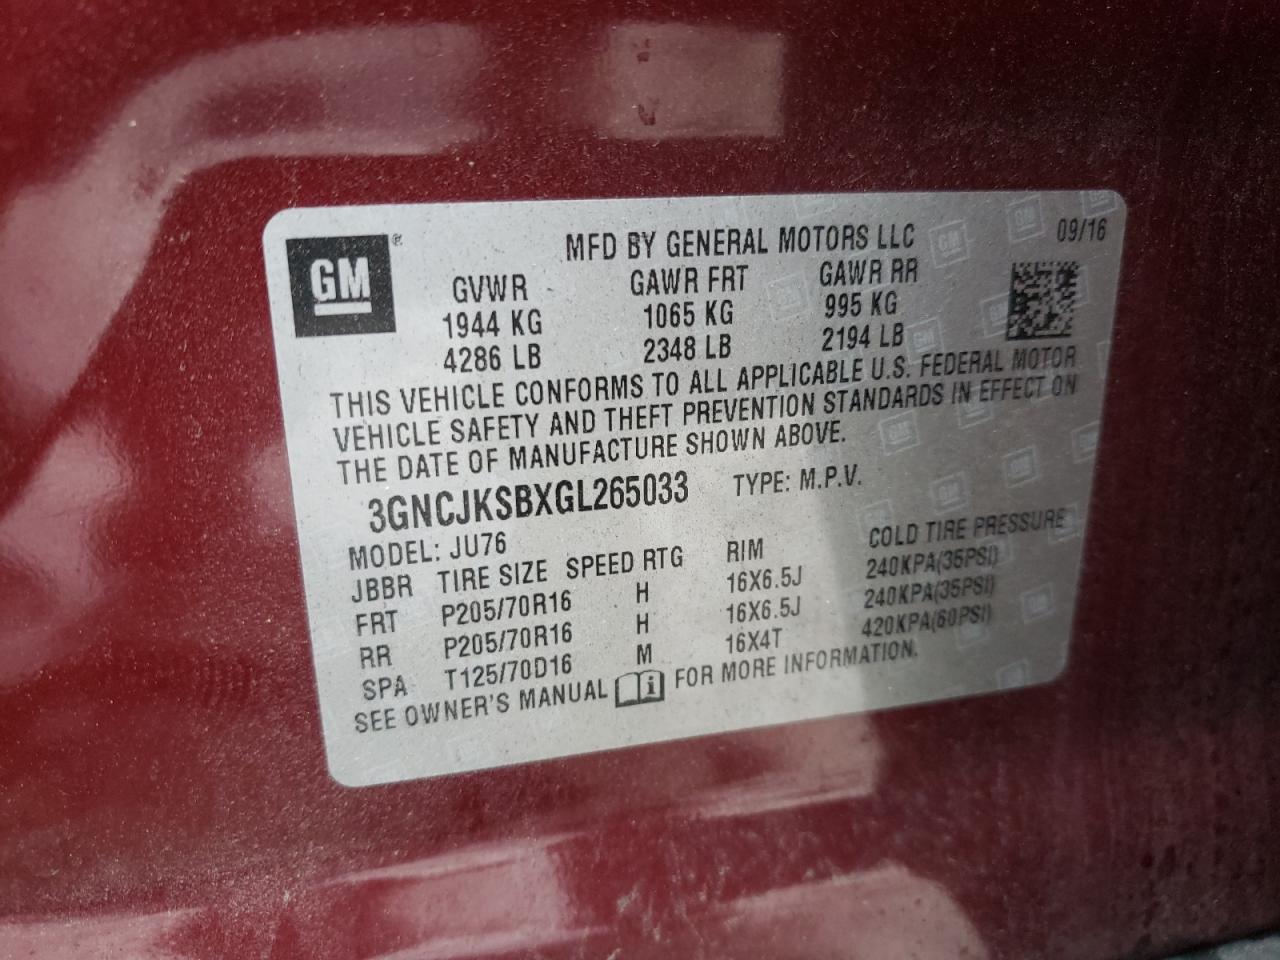 GM ® MFD BY GENERAL MOTORS LLC 09/16
GVWR GAWR FRT GAWR RR
1944 KG 1065 KG 995 KG
4286 LB 2348 LB 2194 LB
THIS VEHICLE CONFORMS TO ALL APPLICABLE U.S. FEDERAL MOTOR
VEHICLE SAFETY AND THEFT PREVENTION STANDARDS IN EFFECT ON
THE DATE OF MANUFACTURE SHOWN ABOVE.
3GNCJKSBXGL265033 TYPE: M.P.V.
MODEL: JU76
JBBR TIRE SIZE SPEED RTG RIM COLD TIRE PRESSURE
FRT P205/70R16 H 16X6.5J 240KPA(35PSI)
RR P205/70R16 H 16X6.5J 240KPA(35PSI)
SPA T125/70D16 M 16X4T 420KPA(60PSI)
SEE OWNER'S MANUAL i FOR MORE INFORMATION.